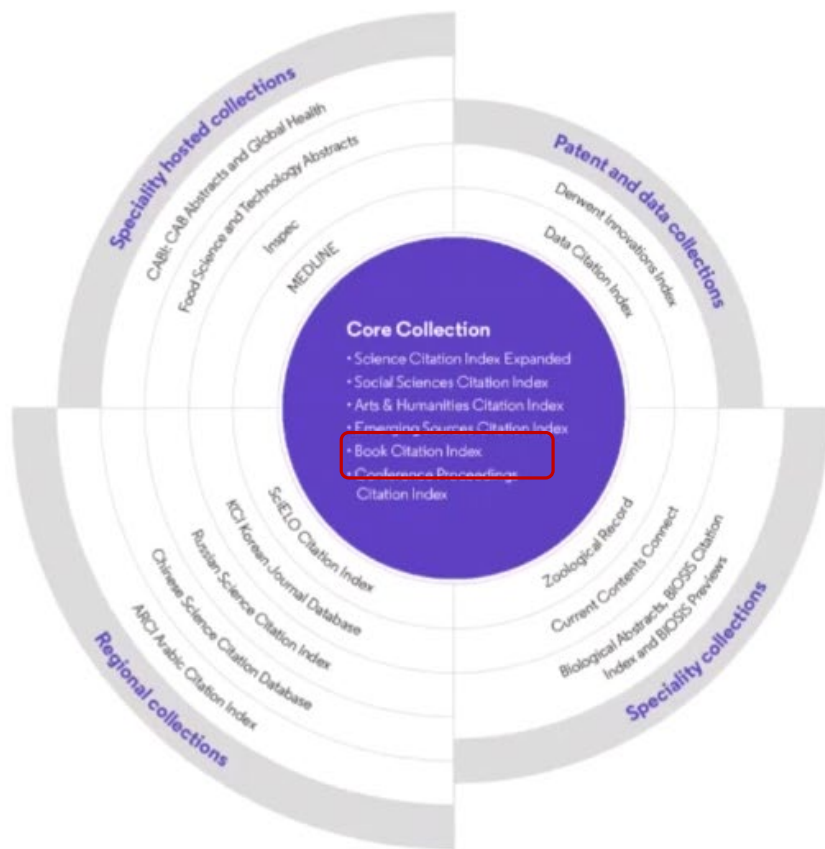 Speciality hosted collections
CABI: CAB Abstracts and Global Health
Food Science and Technology Abstracts
Inspec
MEDLINE
Patent and data collections
Derwent Innovations Index
Data Citation Index
Core Collection
• Science Citation Index Expanded
• Social Sciences Citation Index
• Arts & Humanities Citation Index
• Emerging Sources Citation Index
• Book Citation Index
• Conference Proceedings
Citation Index
SciELO Citation Index
KCI Korean Journal Database
Russian Science Citation Index
Chinese Science Citation Database
ARCI Arabic Citation Index
Regional collections
Zoological Record
Current Contents Connect
Biological Abstracts, BIOSIS Citation
Index and BIOSIS Previews
Speciality collections